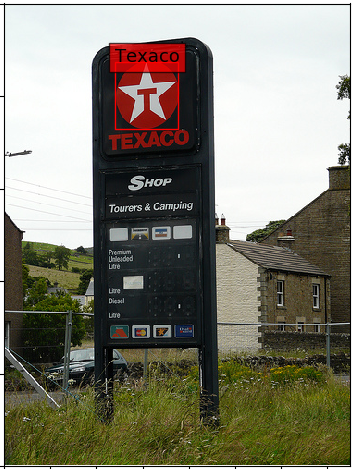 Texaco
T
TEXACO
SHOP
Tourers & Camping
Premium
Unleaded
Litre
Litre
Diesel
Litre